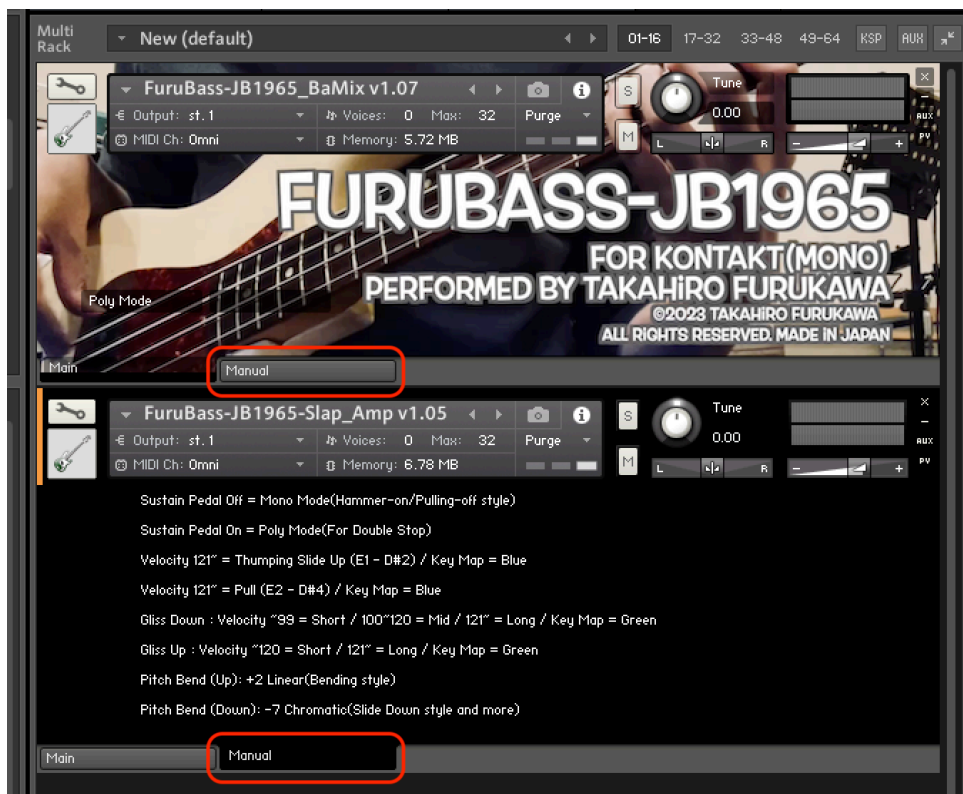 Multi Rack
New (default)
01-16 17-32 33-48 49-64 KSP AUX
FuruBass-JB1965_BaMix v1.07
Output: st.1 Voices: 0 Max: 32 Purge
MIDI Ch: Omni Memory: 5.72 MB
S
M
Tune
0.00
L R - +
AUX
PV
FURUBASS-JB1965
FOR KONTAKT(MONO)
PERFORMED BY TAKAHIRO FURUKAWA
©2023 TAKAHIRO FURUKAWA
ALL RIGHTS RESERVED. MADE IN JAPAN
Poly Mode
Main Manual
FuruBass-JB1965-Slap_Amp v1.05
Output: st.1 Voices: 0 Max: 32 Purge
MIDI Ch: Omni Memory: 6.78 MB
S
M
Tune
0.00
L R - +
AUX
PV
Sustain Pedal Off = Mono Mode(Hammer-on/Pulling-off style)
Sustain Pedal On = Poly Mode(For Double Stop)
Velocity 121~ = Thumping Slide Up (E1 - D#2) / Key Map = Blue
Velocity 121~ = Pull (E2 - D#4) / Key Map = Blue
Gliss Down : Velocity ~99 = Short / 100~120 = Mid / 121~ = Long / Key Map = Green
Gliss Up : Velocity ~120 = Short / 121~ = Long / Key Map = Green
Pitch Bend (Up): +2 Linear(Bending style)
Pitch Bend (Down): -7 Chromatic(Slide Down style and more)
Main Manual